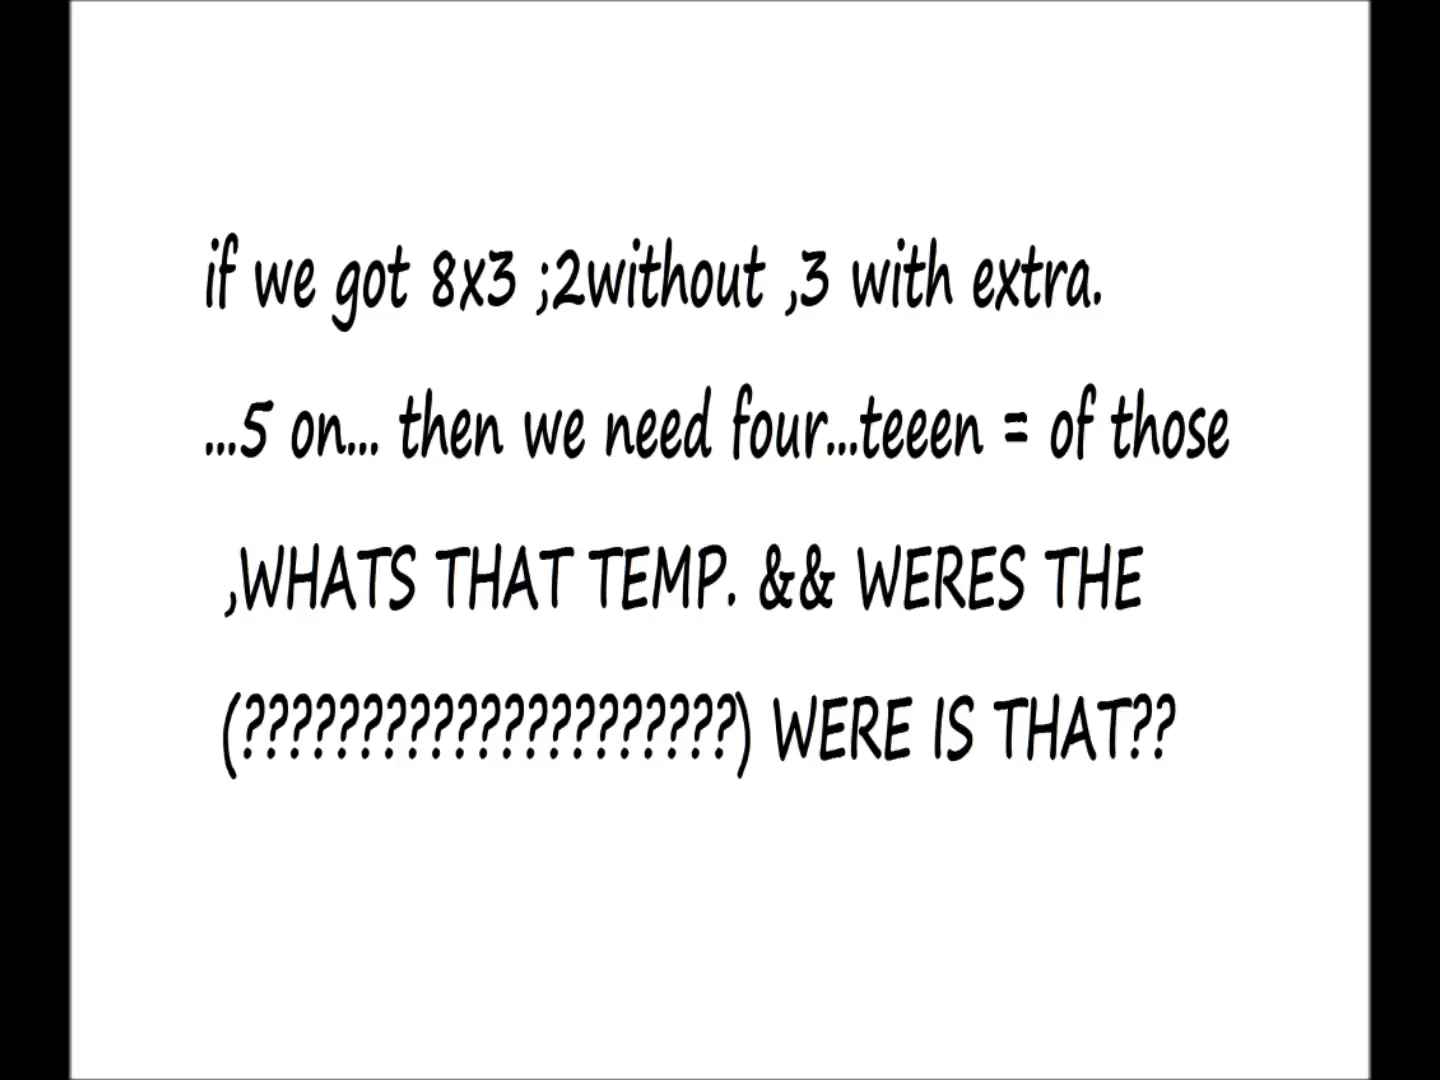 if we got 8x3 ;2without ,3 with extra.
...5 on... then we need four...teeen = of those
,WHATS THAT TEMP. && WERES THE
(?????????????????????) WERE IS THAT??